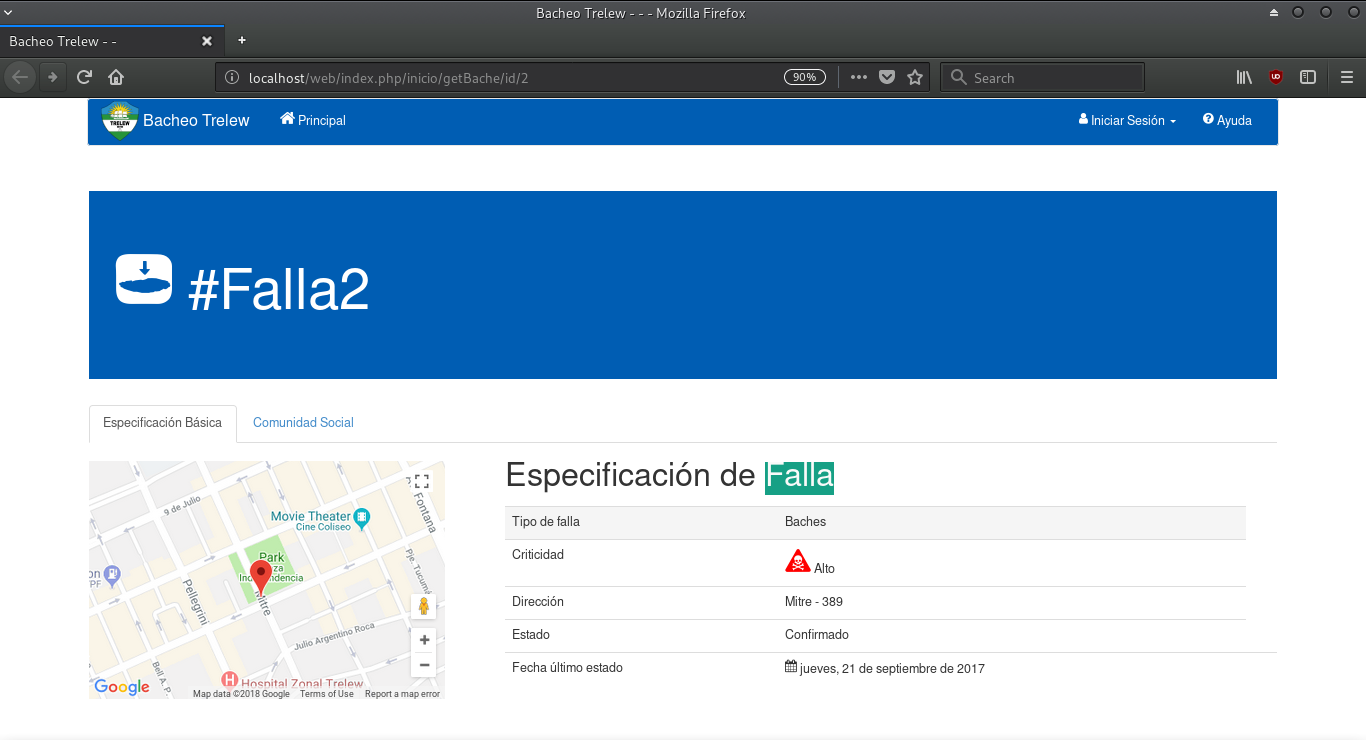 Bacheo Trelew - - - Mozilla Firefox
Bacheo Trelew - -
localhost/web/index.php/inicio/getBache/id/2
90%
Search
TRELEW
Bacheo Trelew
Principal
Iniciar Sesión
Ayuda
#Falla2
Especificación Básica
Comunidad Social
9 de Julio
Fontana
Movie Theater
Cine Coliseo
Park
Independencia
Pje. Tucumá
on
PF
Pellegrini
Mitre
Julio Argentino Roca
Bell A. P.
Hospital Zonal Trelew
Google
Map data ©2018 Google
Terms of Use
Report a map error
Especificación de Falla
Tipo de falla Baches
Criticidad Alto
Dirección Mitre - 389
Estado Confirmado
Fecha último estado jueves, 21 de septiembre de 2017